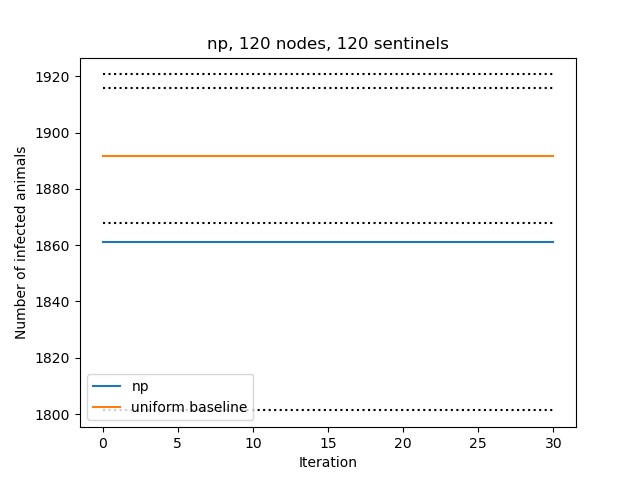 np, 120 nodes, 120 sentinels
Number of infected animals
1920
1900
1880
1860
1840
1820
1800
np
uniform baseline
0 5 10 15 20 25 30
Iteration